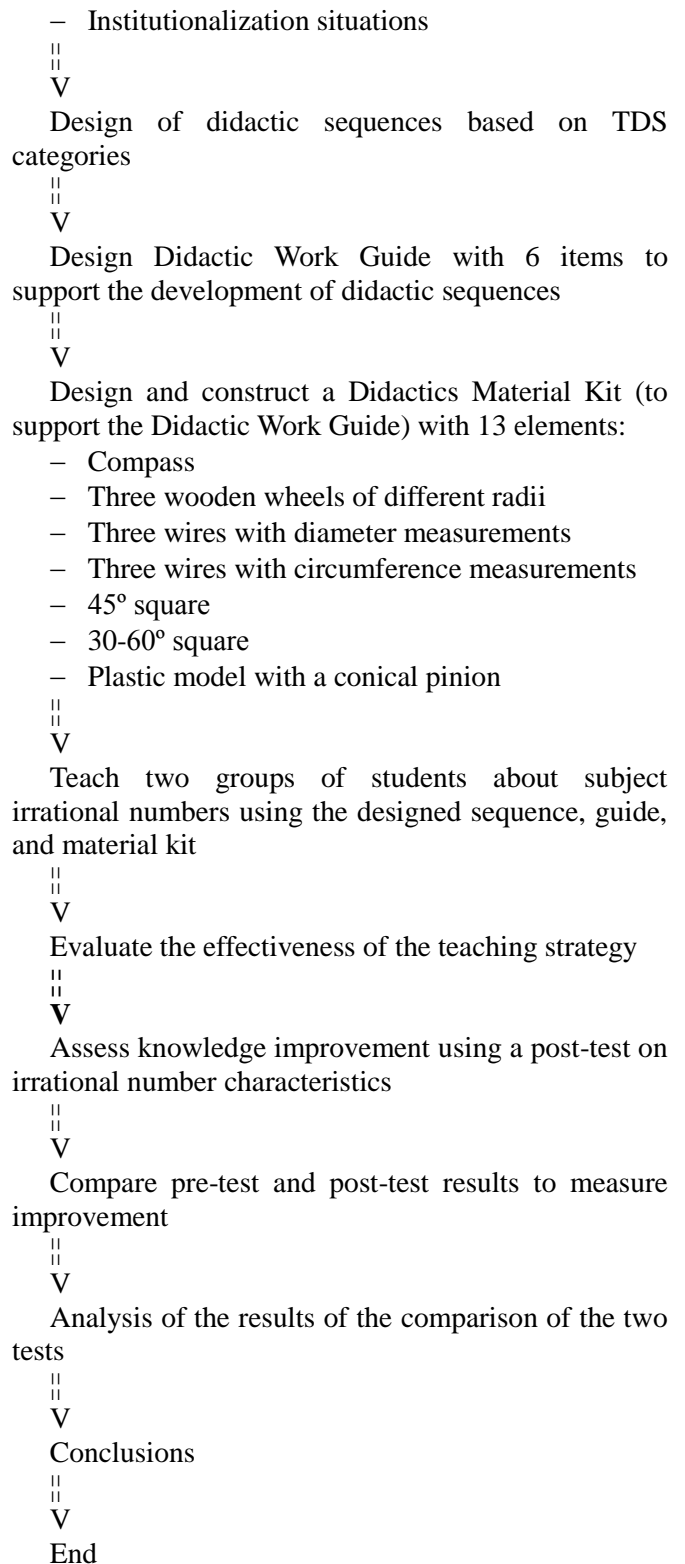 – Institutionalization situations
=
=
V
Design of didactic sequences based on TDS
categories
=
=
V
Design Didactic Work Guide with 6 items to
support the development of didactic sequences
=
=
V
Design and construct a Didactics Material Kit (to
support the Didactic Work Guide) with 13 elements:
– Compass
– Three wooden wheels of different radii
– Three wires with diameter measurements
– Three wires with circumference measurements
– 45º square
– 30-60º square
– Plastic model with a conical pinion
=
=
V
Teach two groups of students about subject
irrational numbers using the designed sequence, guide,
and material kit
=
=
V
Evaluate the effectiveness of the teaching strategy
=
=
V
Assess knowledge improvement using a post-test on
irrational number characteristics
=
=
V
Compare pre-test and post-test results to measure
improvement
=
=
V
Analysis of the results of the comparison of the two
tests
=
=
V
Conclusions
=
=
V
End